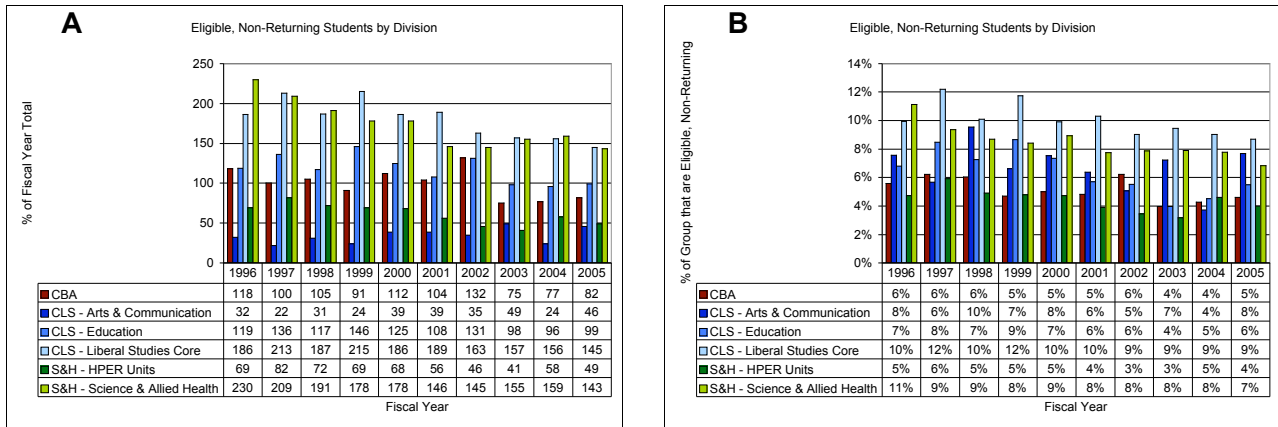 A
Eligible, Non-Returning Students by Division
% of Fiscal Year Total
250
200
150
100
50
0
1996 1997 1998 1999 2000 2001 2002 2003 2004 2005
CBA 118 100 105 91 112 104 132 75 77 82
CLS - Arts & Communication 32 22 31 24 39 39 35 49 24 46
CLS - Education 119 136 117 146 125 108 131 98 96 99
CLS - Liberal Studies Core 186 213 187 215 186 189 163 157 156 145
S&H - HPER Units 69 82 72 69 68 56 46 41 58 49
S&H - Science & Allied Health 230 209 191 178 178 146 145 155 159 143
Fiscal Year
B
Eligible, Non-Returning Students by Division
% of Group that are Eligible, Non-Returning
14%
12%
10%
8%
6%
4%
2%
0%
1996 1997 1998 1999 2000 2001 2002 2003 2004 2005
CBA 6% 6% 6% 5% 5% 5% 6% 4% 4% 5%
CLS - Arts & Communication 8% 6% 10% 7% 8% 6% 5% 7% 4% 8%
CLS - Education 7% 8% 7% 9% 7% 6% 6% 4% 5% 6%
CLS - Liberal Studies Core 10% 12% 10% 12% 10% 10% 9% 9% 9% 9%
S&H - HPER Units 5% 6% 5% 5% 5% 4% 3% 3% 5% 4%
S&H - Science & Allied Health 11% 9% 9% 8% 9% 8% 8% 8% 8% 7%
Fiscal Year